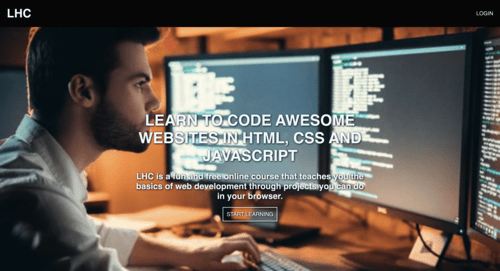 LHC
LOGIN
LEARN TO CODE AWESOME
WEBSITES IN HTML, CSS AND
JAVASCRIPT
LHC is a fun and free online course that teaches you the
basics of web development through projects you can do
in your browser.
START LEARNING